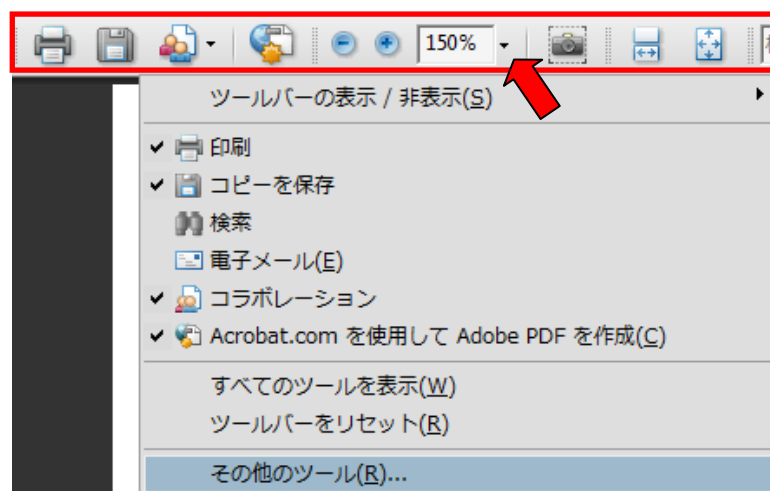 150%
ツールバーの表示 / 非表示(S)
印刷
コピーを保存
検索
電子メール(E)
コラボレーション
Acrobat.com を使用して Adobe PDF を作成(C)
すべてのツールを表示(W)
ツールバーをリセット(R)
その他のツール(R)...